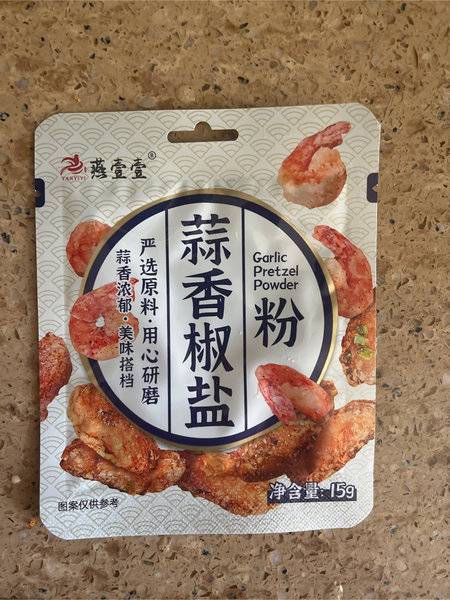 燕壹壹®
YANYIYI
蒜香椒盐
粉
Garlic
Pretzel
Powder
严选原料·用心研磨
蒜香浓郁·美味搭档
净含量: 15g
图案仅供参考